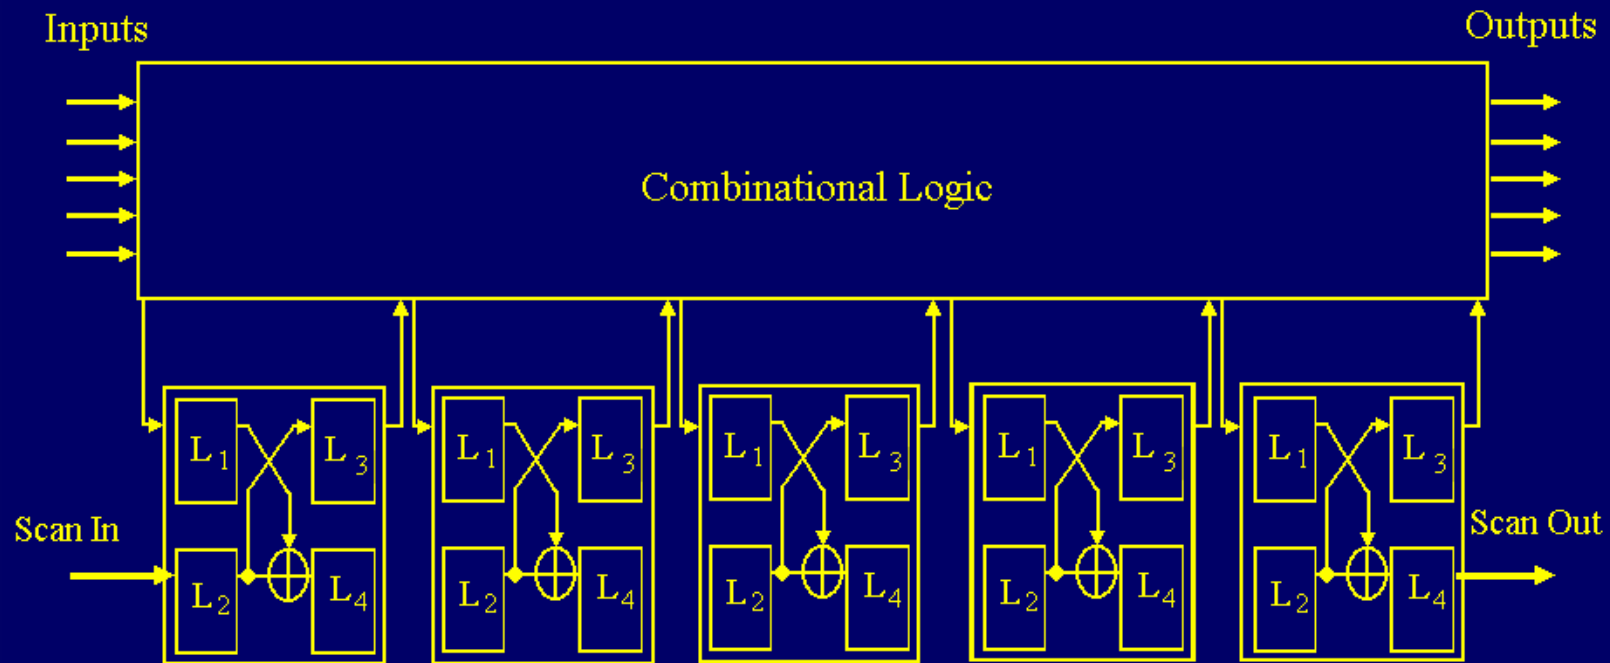 Inputs
Outputs
Combinational Logic
L1 L3 L1 L3 L1 L3 L1 L3 L1 L3
Scan In
Scan Out
L2 L4 L2 L4 L2 L4 L2 L4 L2 L4